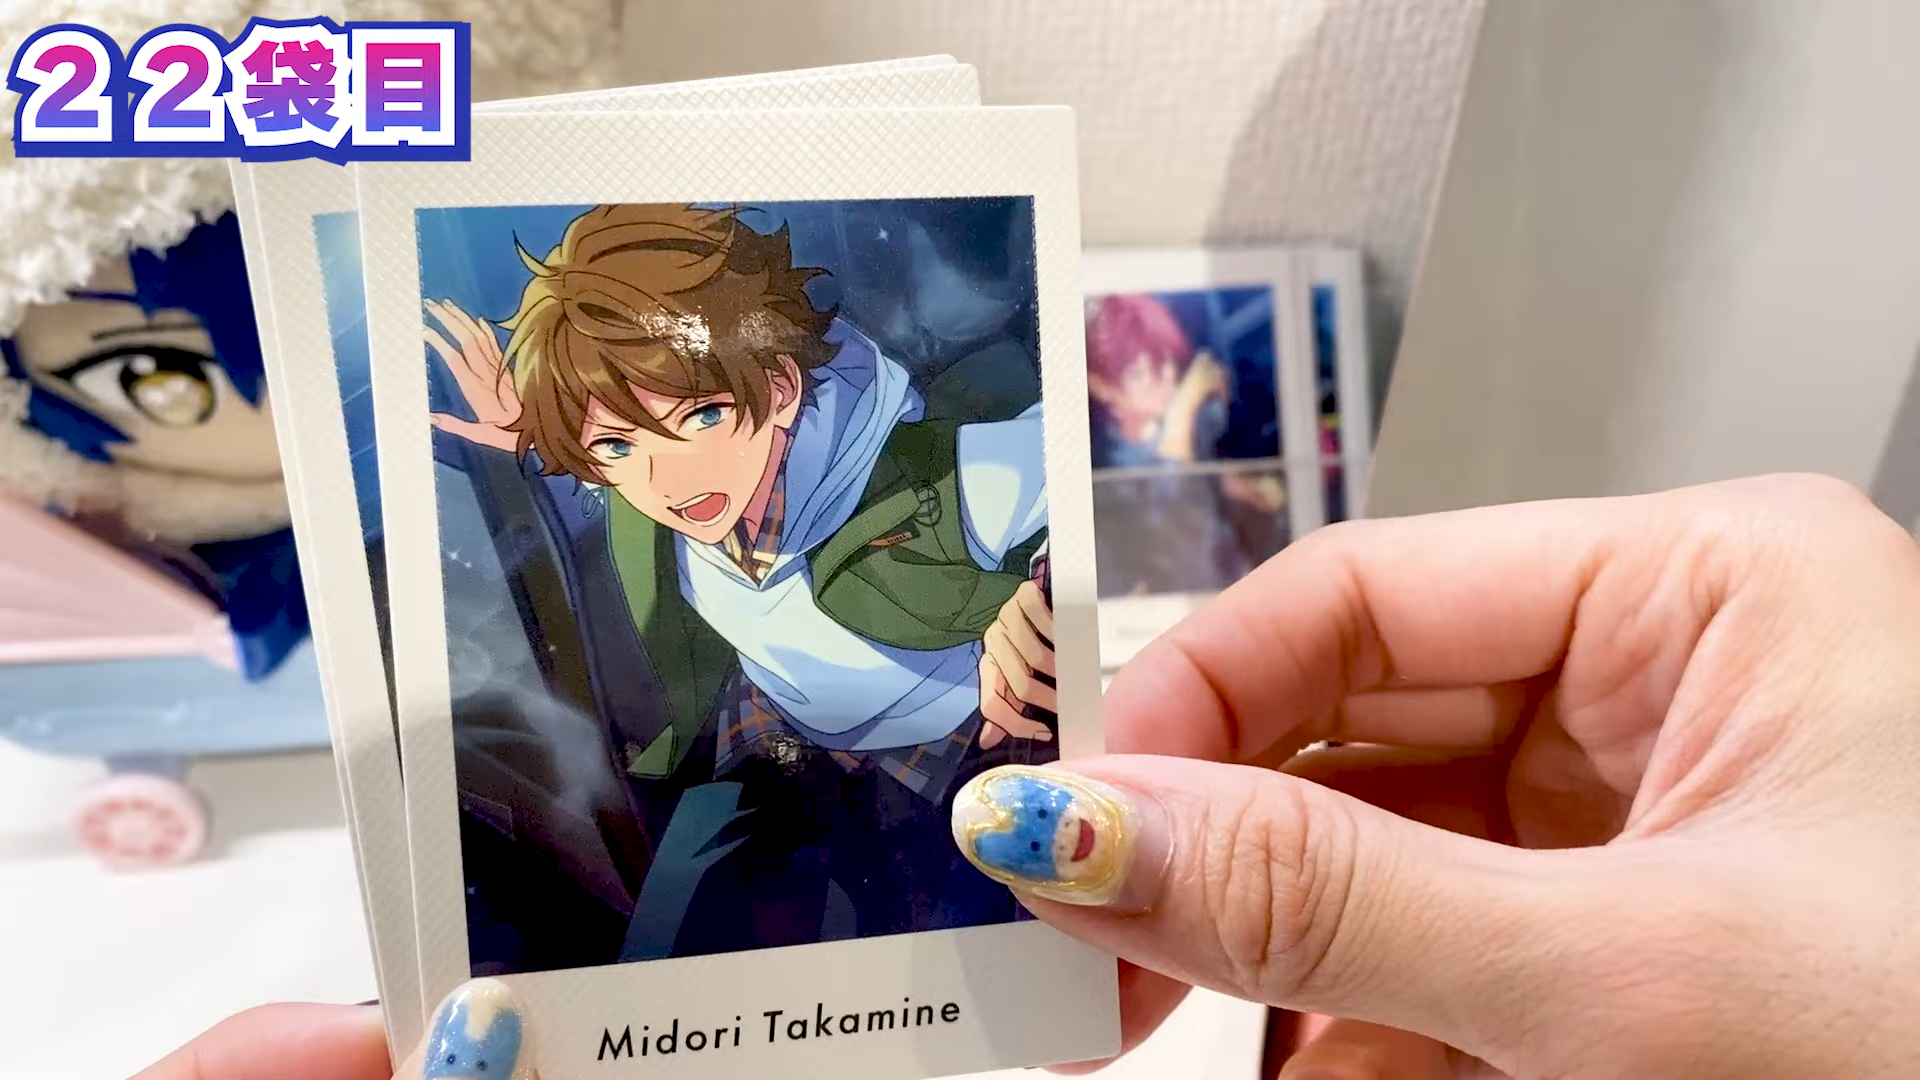 ２２袋目
Midori Takamine